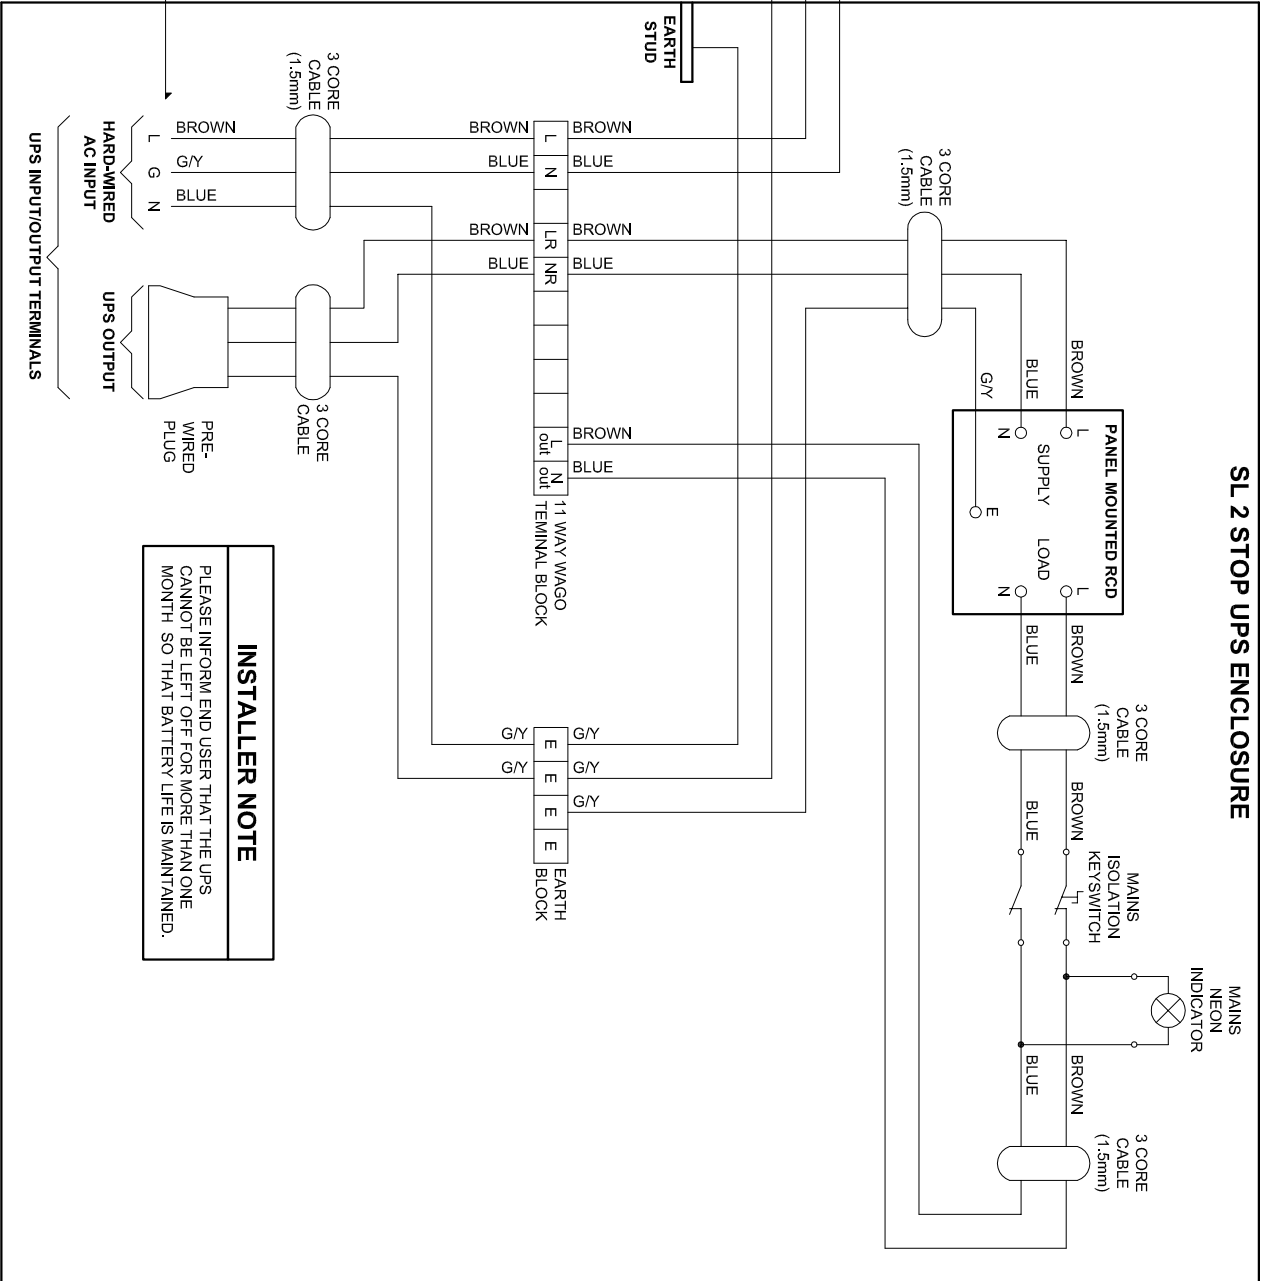 SL 2 STOP UPS ENCLOSURE
MAINS
NEON
INDICATOR
3 CORE
CABLE
(1.5mm)
BROWN
BLUE
MAINS
ISOLATION
KEYSWITCH
BROWN
BLUE
3 CORE
CABLE
(1.5mm)
BROWN
BLUE
PANEL MOUNTED RCD
L
L
SUPPLY
LOAD
N
N
E
BROWN
BLUE
G/Y
3 CORE
CABLE
(1.5mm)
EARTH
STUD
BROWN
BLUE
BROWN
BLUE
BROWN
BLUE
G/Y
G/Y
G/Y
L
N
LR
NR
L
out
N
out
11 WAY WAGO
TEMINAL BLOCK
E
E
E
E
EARTH
BLOCK
BROWN
BLUE
BROWN
BLUE
G/Y
G/Y
3 CORE
CABLE
(1.5mm)
3 CORE
CABLE
BROWN
G/Y
BLUE
L
G
N
HARD-WIRED
AC INPUT
UPS OUTPUT
PRE-
WIRED
PLUG
UPS INPUT/OUTPUT TERMINALS
INSTALLER NOTE
PLEASE INFORM END USER THAT THE UPS
CANNOT BE LEFT OFF FOR MORE THAN ONE
MONTH SO THAT BATTERY LIFE IS MAINTAINED.